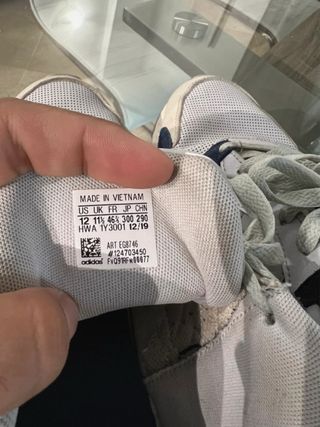 MADE IN VIETNAM
US UK FR JP CHN
12 11½ 46⅔ 300 290
HWA 1Y3001 12/19
ART EG8746
#124703450
adidas